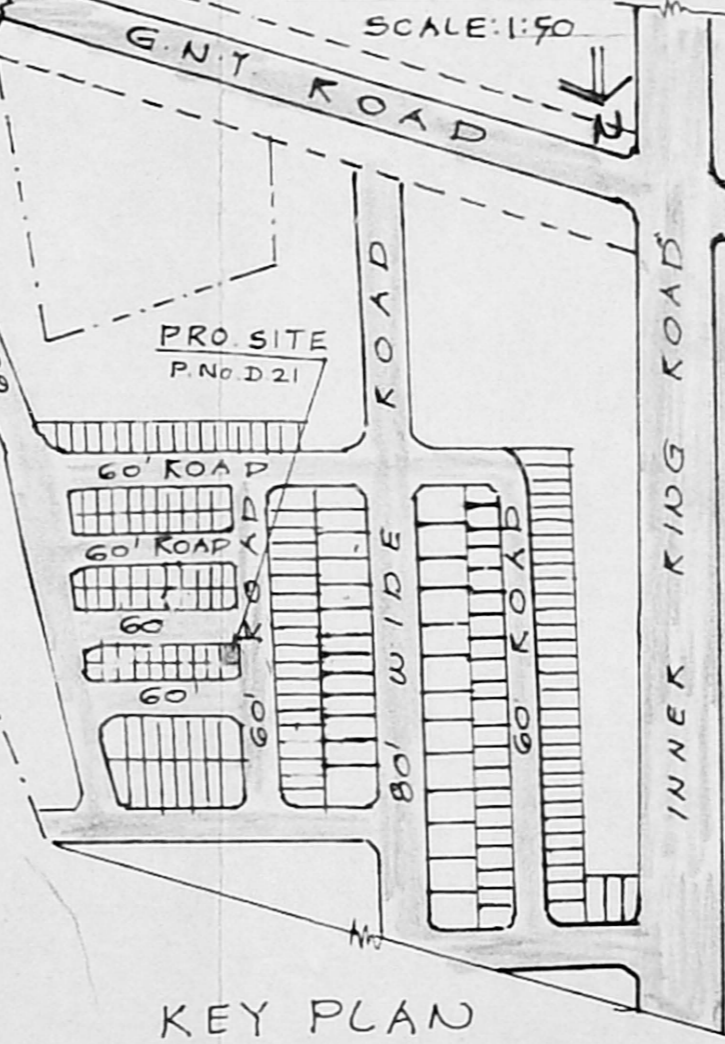 SCALE:1:50
G.N.T ROAD
N
PRO. SITE
P.No.D.21
60' ROAD
60' ROAD
60
60'
60' ROAD
80' WIDE ROAD
60' ROAD
INNER RING ROAD
KEY PLAN